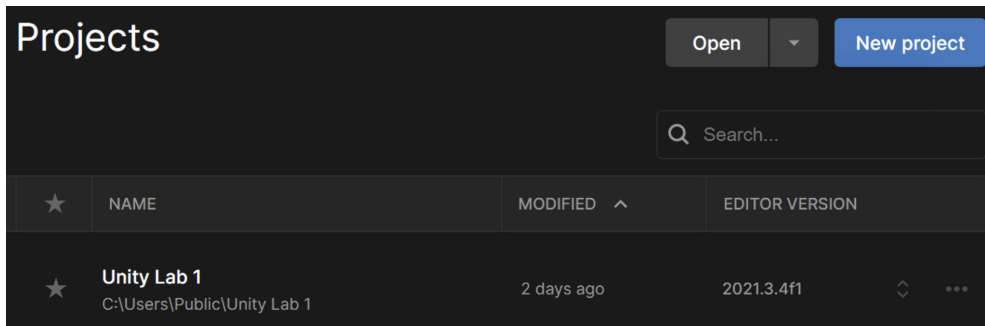 Projects
Open
New project
Search...
NAME
MODIFIED
EDITOR VERSION
Unity Lab 1
C:\Users\Public\Unity Lab 1
2 days ago
2021.3.4f1